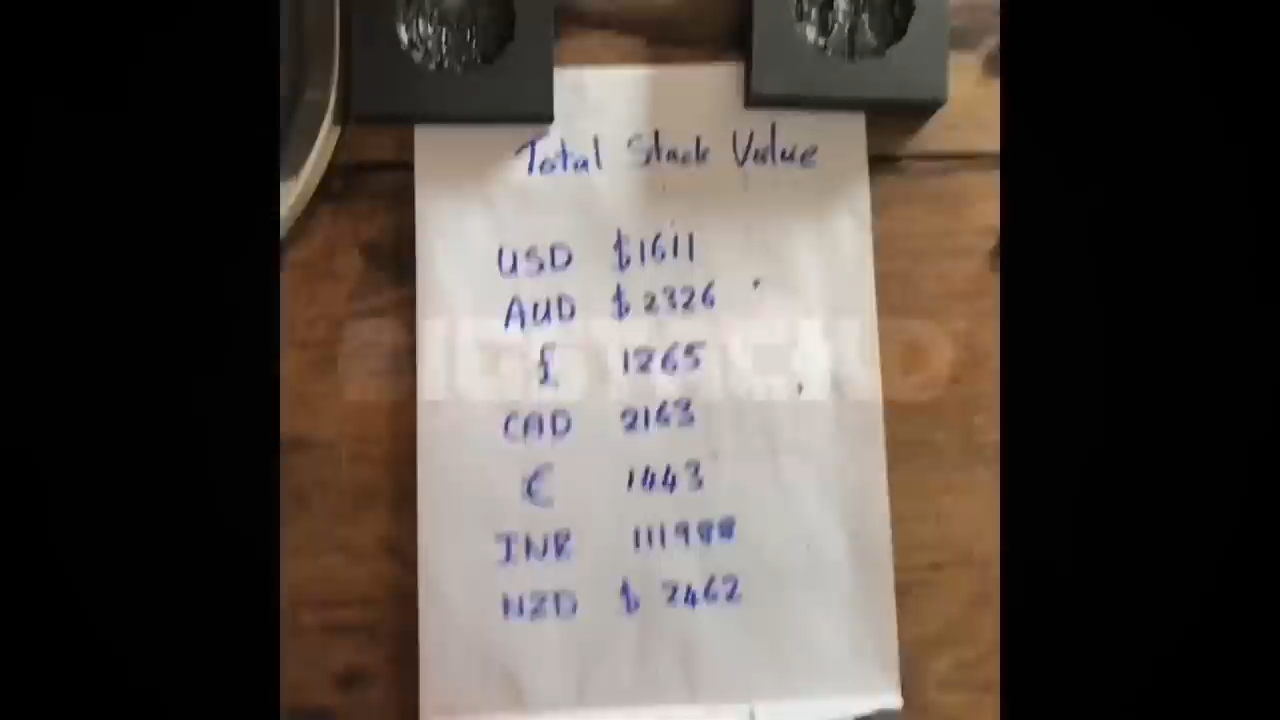 Total Stack Value
USD $1611
AUD $2326
£ 1265
CAD 2163
€ 1443
INR 111988
NZD $2462